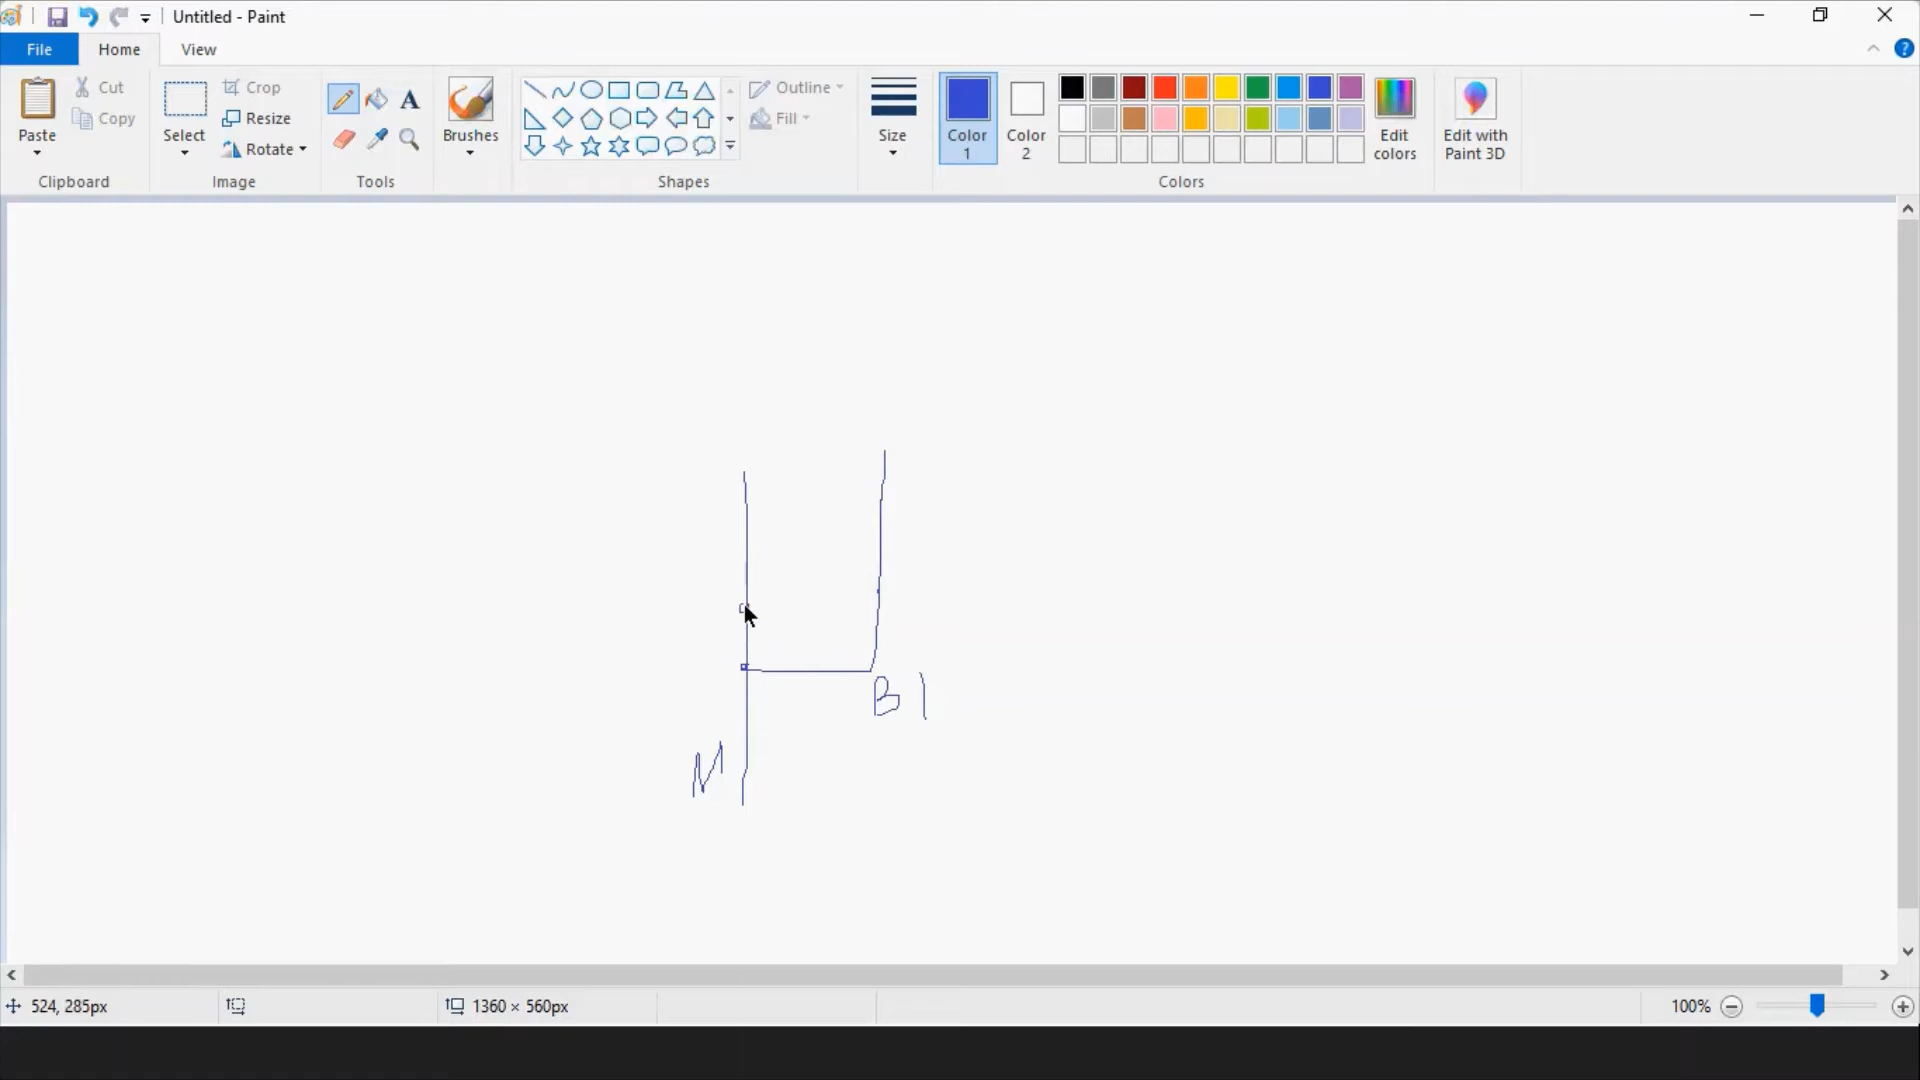 Untitled - Paint
File Home View
Paste Cut Copy Clipboard
Select Crop Resize Rotate Image
Tools
Brushes
Outline Fill Shapes
Size
Color 1
Color 2
Edit colors
Edit with Paint 3D
Colors
B 1
M
524, 285px 1360 × 560px 100%